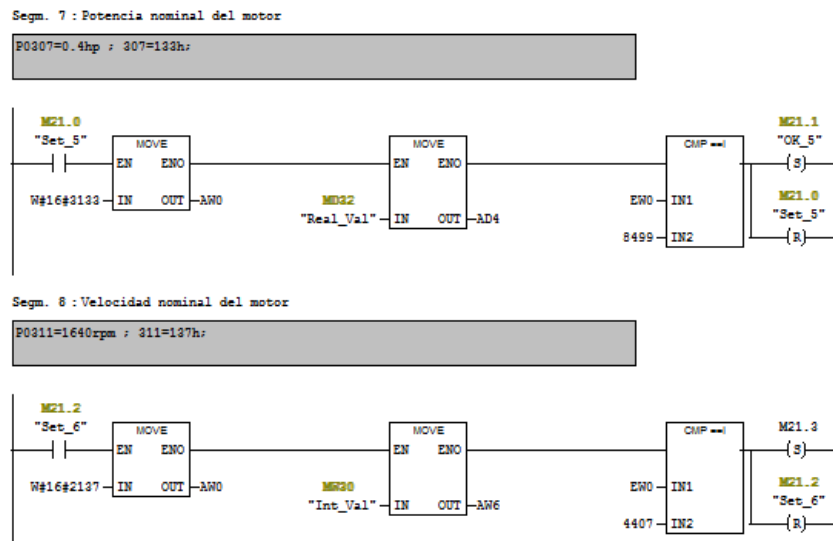 Segm. 7 : Potencia nominal del motor
P0307=0.4hp ; 307=133h;
M21.0
"Set_5"
MOVE
EN ENO
W#16#3133 IN OUT AW0
MOVE
EN ENO
MD32
"Real_Val" IN OUT AD4
CMP ==I
EW0 IN1
8499 IN2
M21.1
"OK_5"
(S)
M21.0
"Set_5"
(R)
Segm. 8 : Velocidad nominal del motor
P0311=1640rpm ; 311=137h;
M21.2
"Set_6"
MOVE
EN ENO
W#16#2137 IN OUT AW0
MOVE
EN ENO
MW30
"Int_Val" IN OUT AW6
CMP ==I
EW0 IN1
4407 IN2
M21.3
(S)
M21.2
"Set_6"
(R)